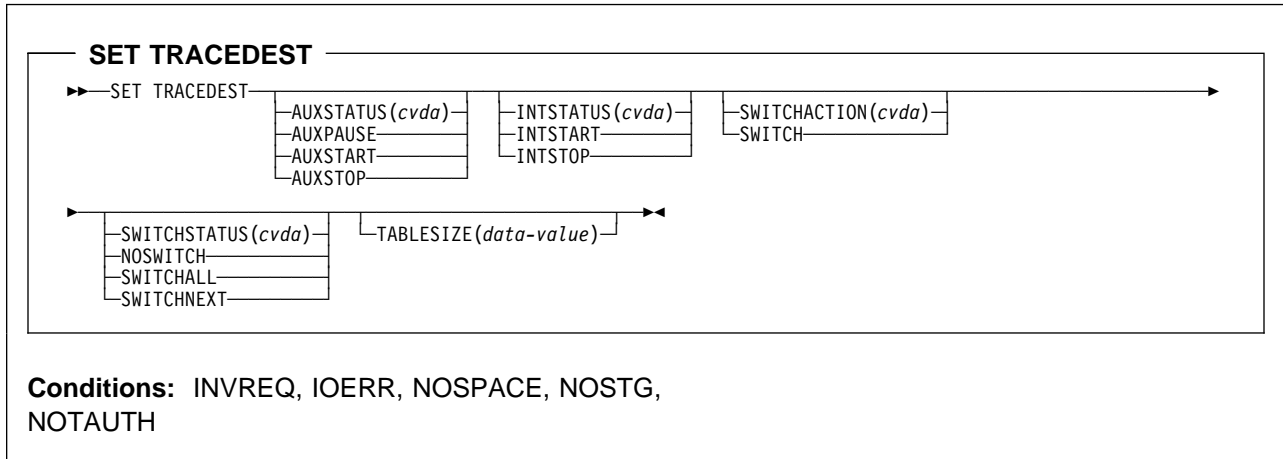 SET TRACEDEST
SET TRACEDEST
AUXSTATUS(cvda) INTSTATUS(cvda) SWITCHACTION(cvda)
AUXPAUSE INTSTART SWITCH
AUXSTART INTSTOP
AUXSTOP
SWITCHSTATUS(cvda) TABLESIZE(data-value)
NOSWITCH
SWITCHALL
SWITCHNEXT
Conditions: INVREQ, IOERR, NOSPACE, NOSTG,
NOTAUTH